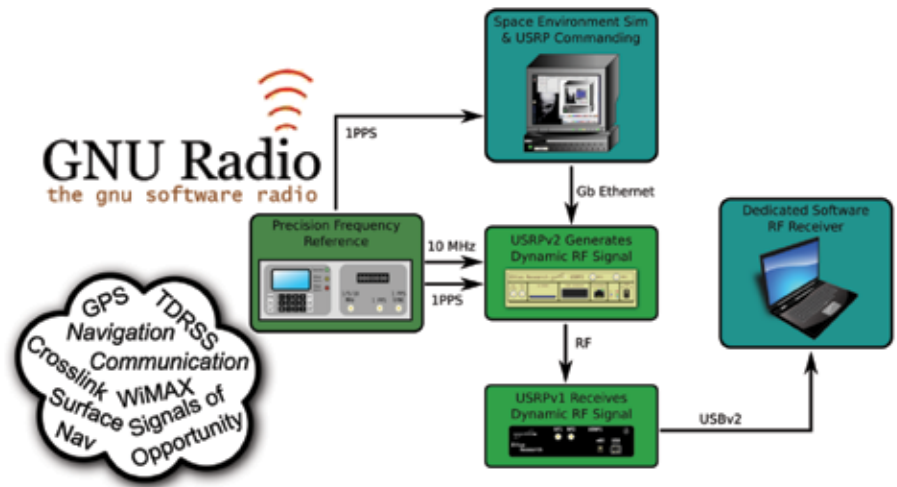 Space Environment Sim
& USRP Commanding
1PPS
GNU Radio
the gnu software radio
Gb Ethernet
Precision Frequency
Reference
10 MHz
1PPS
USRPv2 Generates
Dynamic RF Signal
Dedicated Software
RF Receiver
RF
USRPv1 Receives
Dynamic RF Signal
USBv2
GPS
TDRSS
Navigation
Communication
Crosslink
WiMAX
Surface
Nav
Signals of
Opportunity